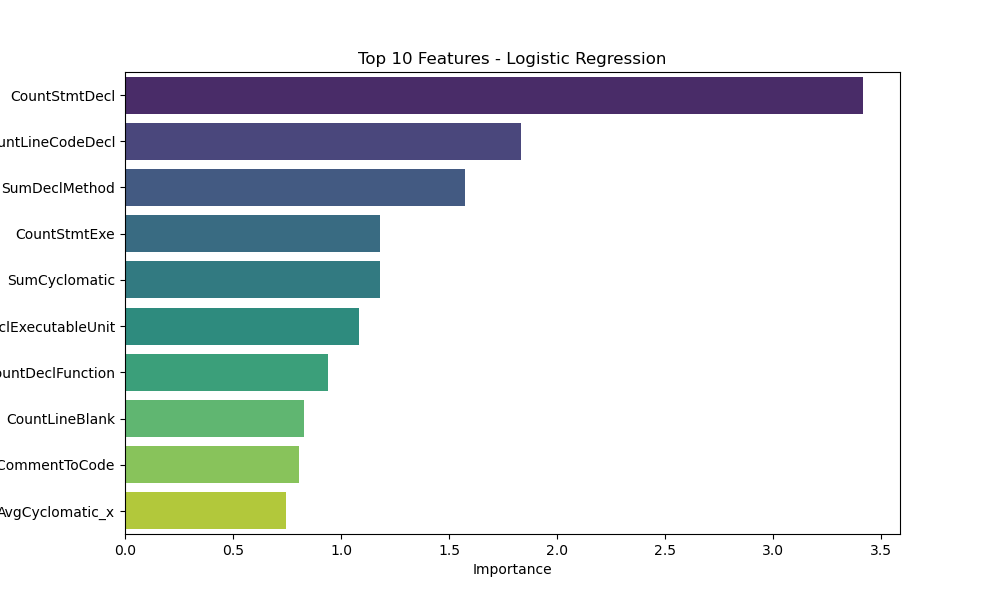 Top 10 Features - Logistic Regression
CountStmtDecl
untLineCodeDecl
SumDeclMethod
CountStmtExe
SumCyclomatic
clExecutableUnit
ountDeclFunction
CountLineBlank
CommentToCode
AvgCyclomatic_x
0.0 0.5 1.0 1.5 2.0 2.5 3.0 3.5
Importance